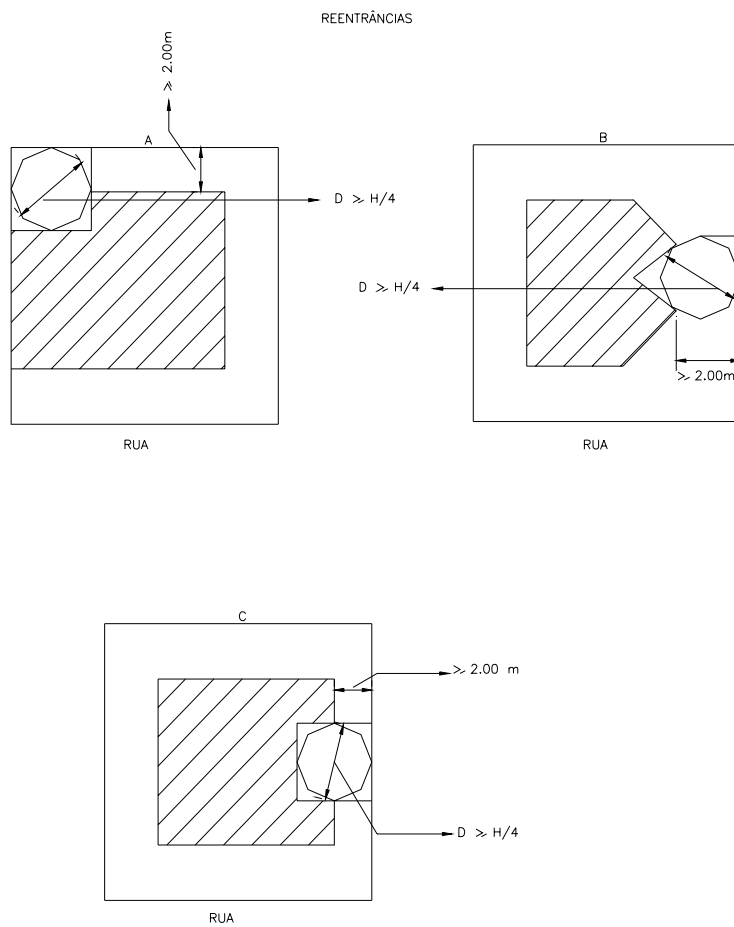 REENTRÂNCIAS
≥ 2.00m
A
D ≥ H/4
RUA
B
D ≥ H/4
≥ 2.00m
RUA
C
≥ 2.00 m
D ≥ H/4
RUA